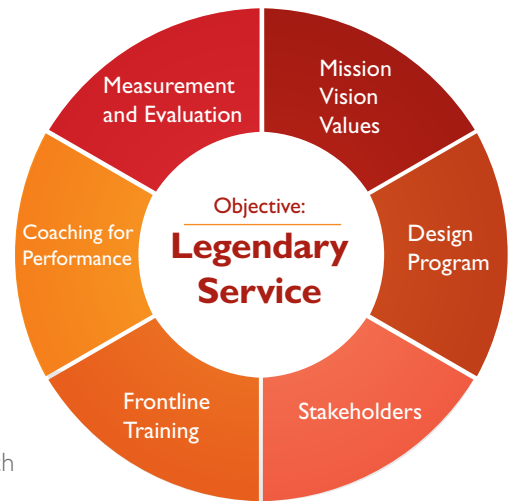 Mission
Vision
Values
Design
Program
Stakeholders
Frontline
Training
Coaching for
Performance
Measurement
and Evaluation
Objective:
Legendary
Service